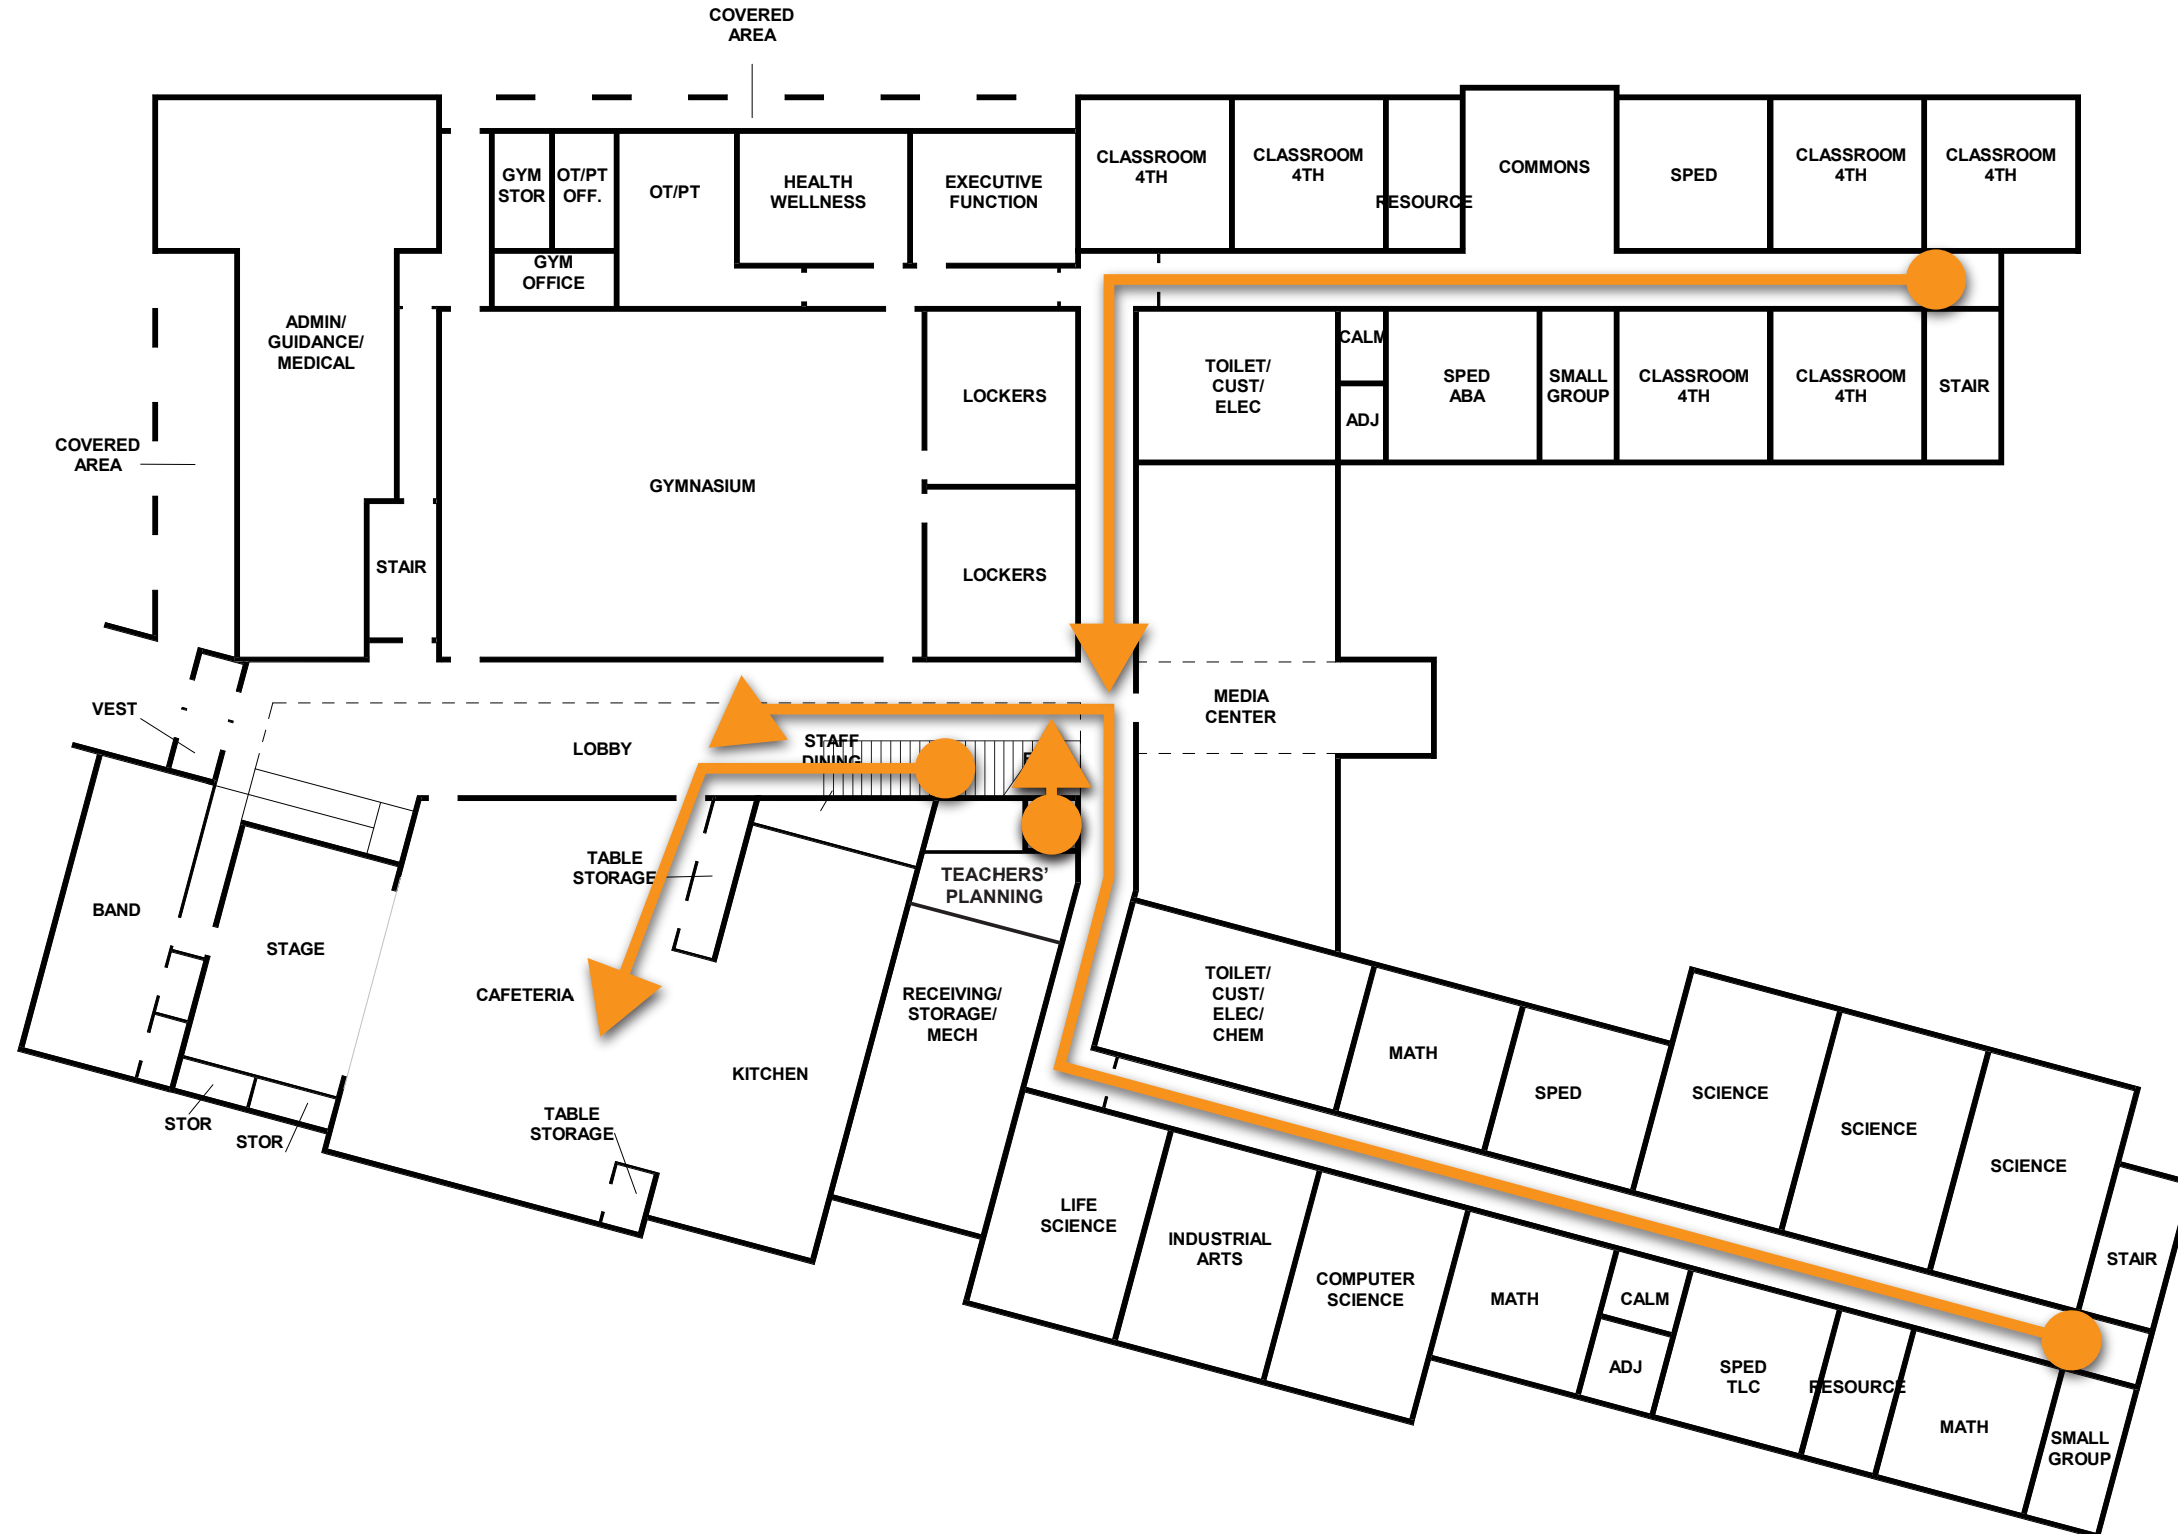 COVERED
AREA
GYM
STOR
OT/PT
OFF.
OT/PT
HEALTH
WELLNESS
EXECUTIVE
FUNCTION
CLASSROOM
4TH
CLASSROOM
4TH
RESOURCE
COMMONS
SPED
CLASSROOM
4TH
CLASSROOM
4TH
GYM
OFFICE
ADMIN/
GUIDANCE/
MEDICAL
COVERED
AREA
GYMNASIUM
LOCKERS
LOCKERS
STAIR
TOILET/
CUST/
ELEC
CALM
ADJ
SPED
ABA
SMALL
GROUP
CLASSROOM
4TH
CLASSROOM
4TH
STAIR
VEST
LOBBY
STAFF
DINING
MEDIA
CENTER
BAND
STAGE
TABLE
STORAGE
TEACHERS'
PLANNING
CAFETERIA
RECEIVING/
STORAGE/
MECH
KITCHEN
STOR
STOR
TABLE
STORAGE
TOILET/
CUST/
ELEC/
CHEM
MATH
SPED
SCIENCE
SCIENCE
SCIENCE
STAIR
LIFE
SCIENCE
INDUSTRIAL
ARTS
COMPUTER
SCIENCE
MATH
CALM
ADJ
SPED
TLC
RESOURCE
MATH
SMALL
GROUP